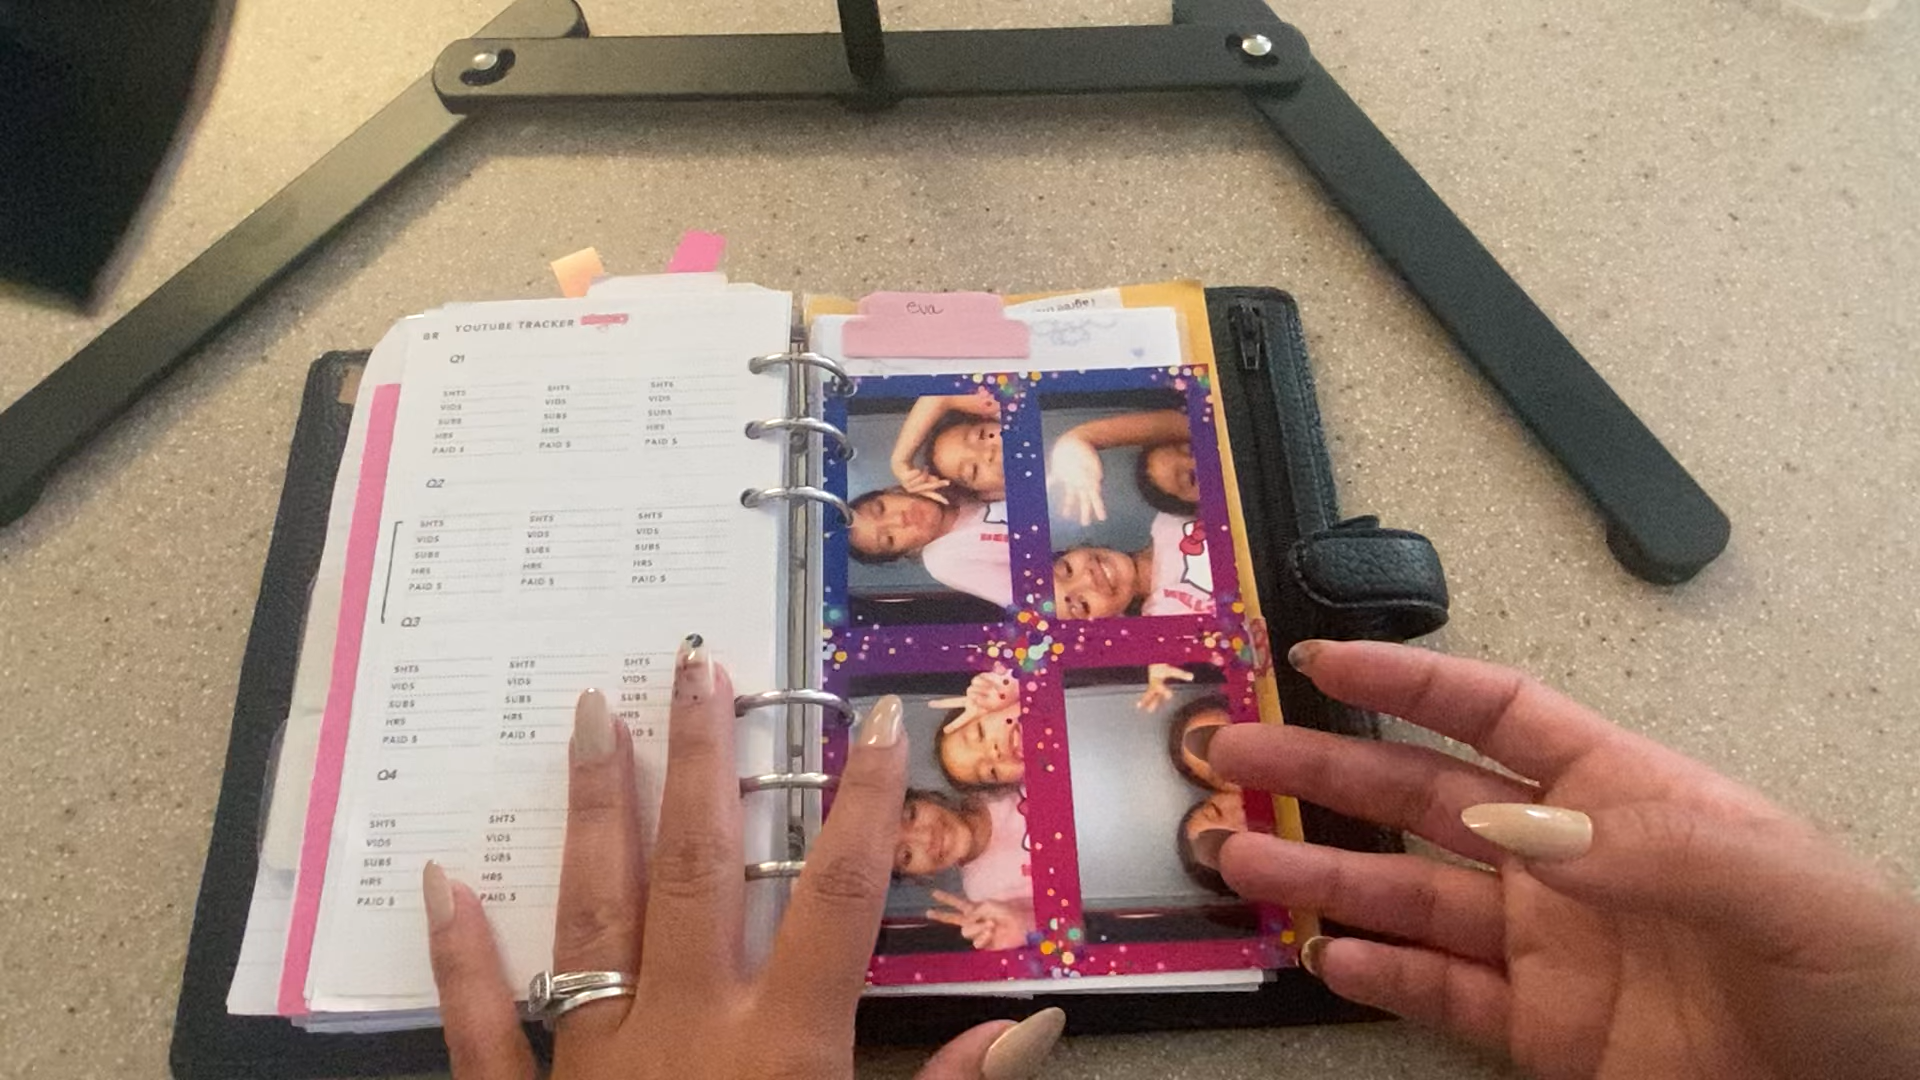 YOUTUBE TRACKER
Q1
SHTS SHTS SHTS
VIDS VIDS VIDS
SUBS SUBS SUBS
HRS HRS HRS
PAID $ PAID $ PAID $
Q2
SHTS SHTS SHTS
VIDS VIDS VIDS
SUBS SUBS SUBS
HRS HRS HRS
PAID $ PAID $ PAID $
Q3
SHTS SHTS SHTS
VIDS VIDS VIDS
SUBS SUBS SUBS
HRS HRS HRS
PAID $ PAID $ ID $
Q4
SHTS SHTS
VIDS VIDS
SUBS SUBS
HRS HRS
PAID $ PAID $
eva